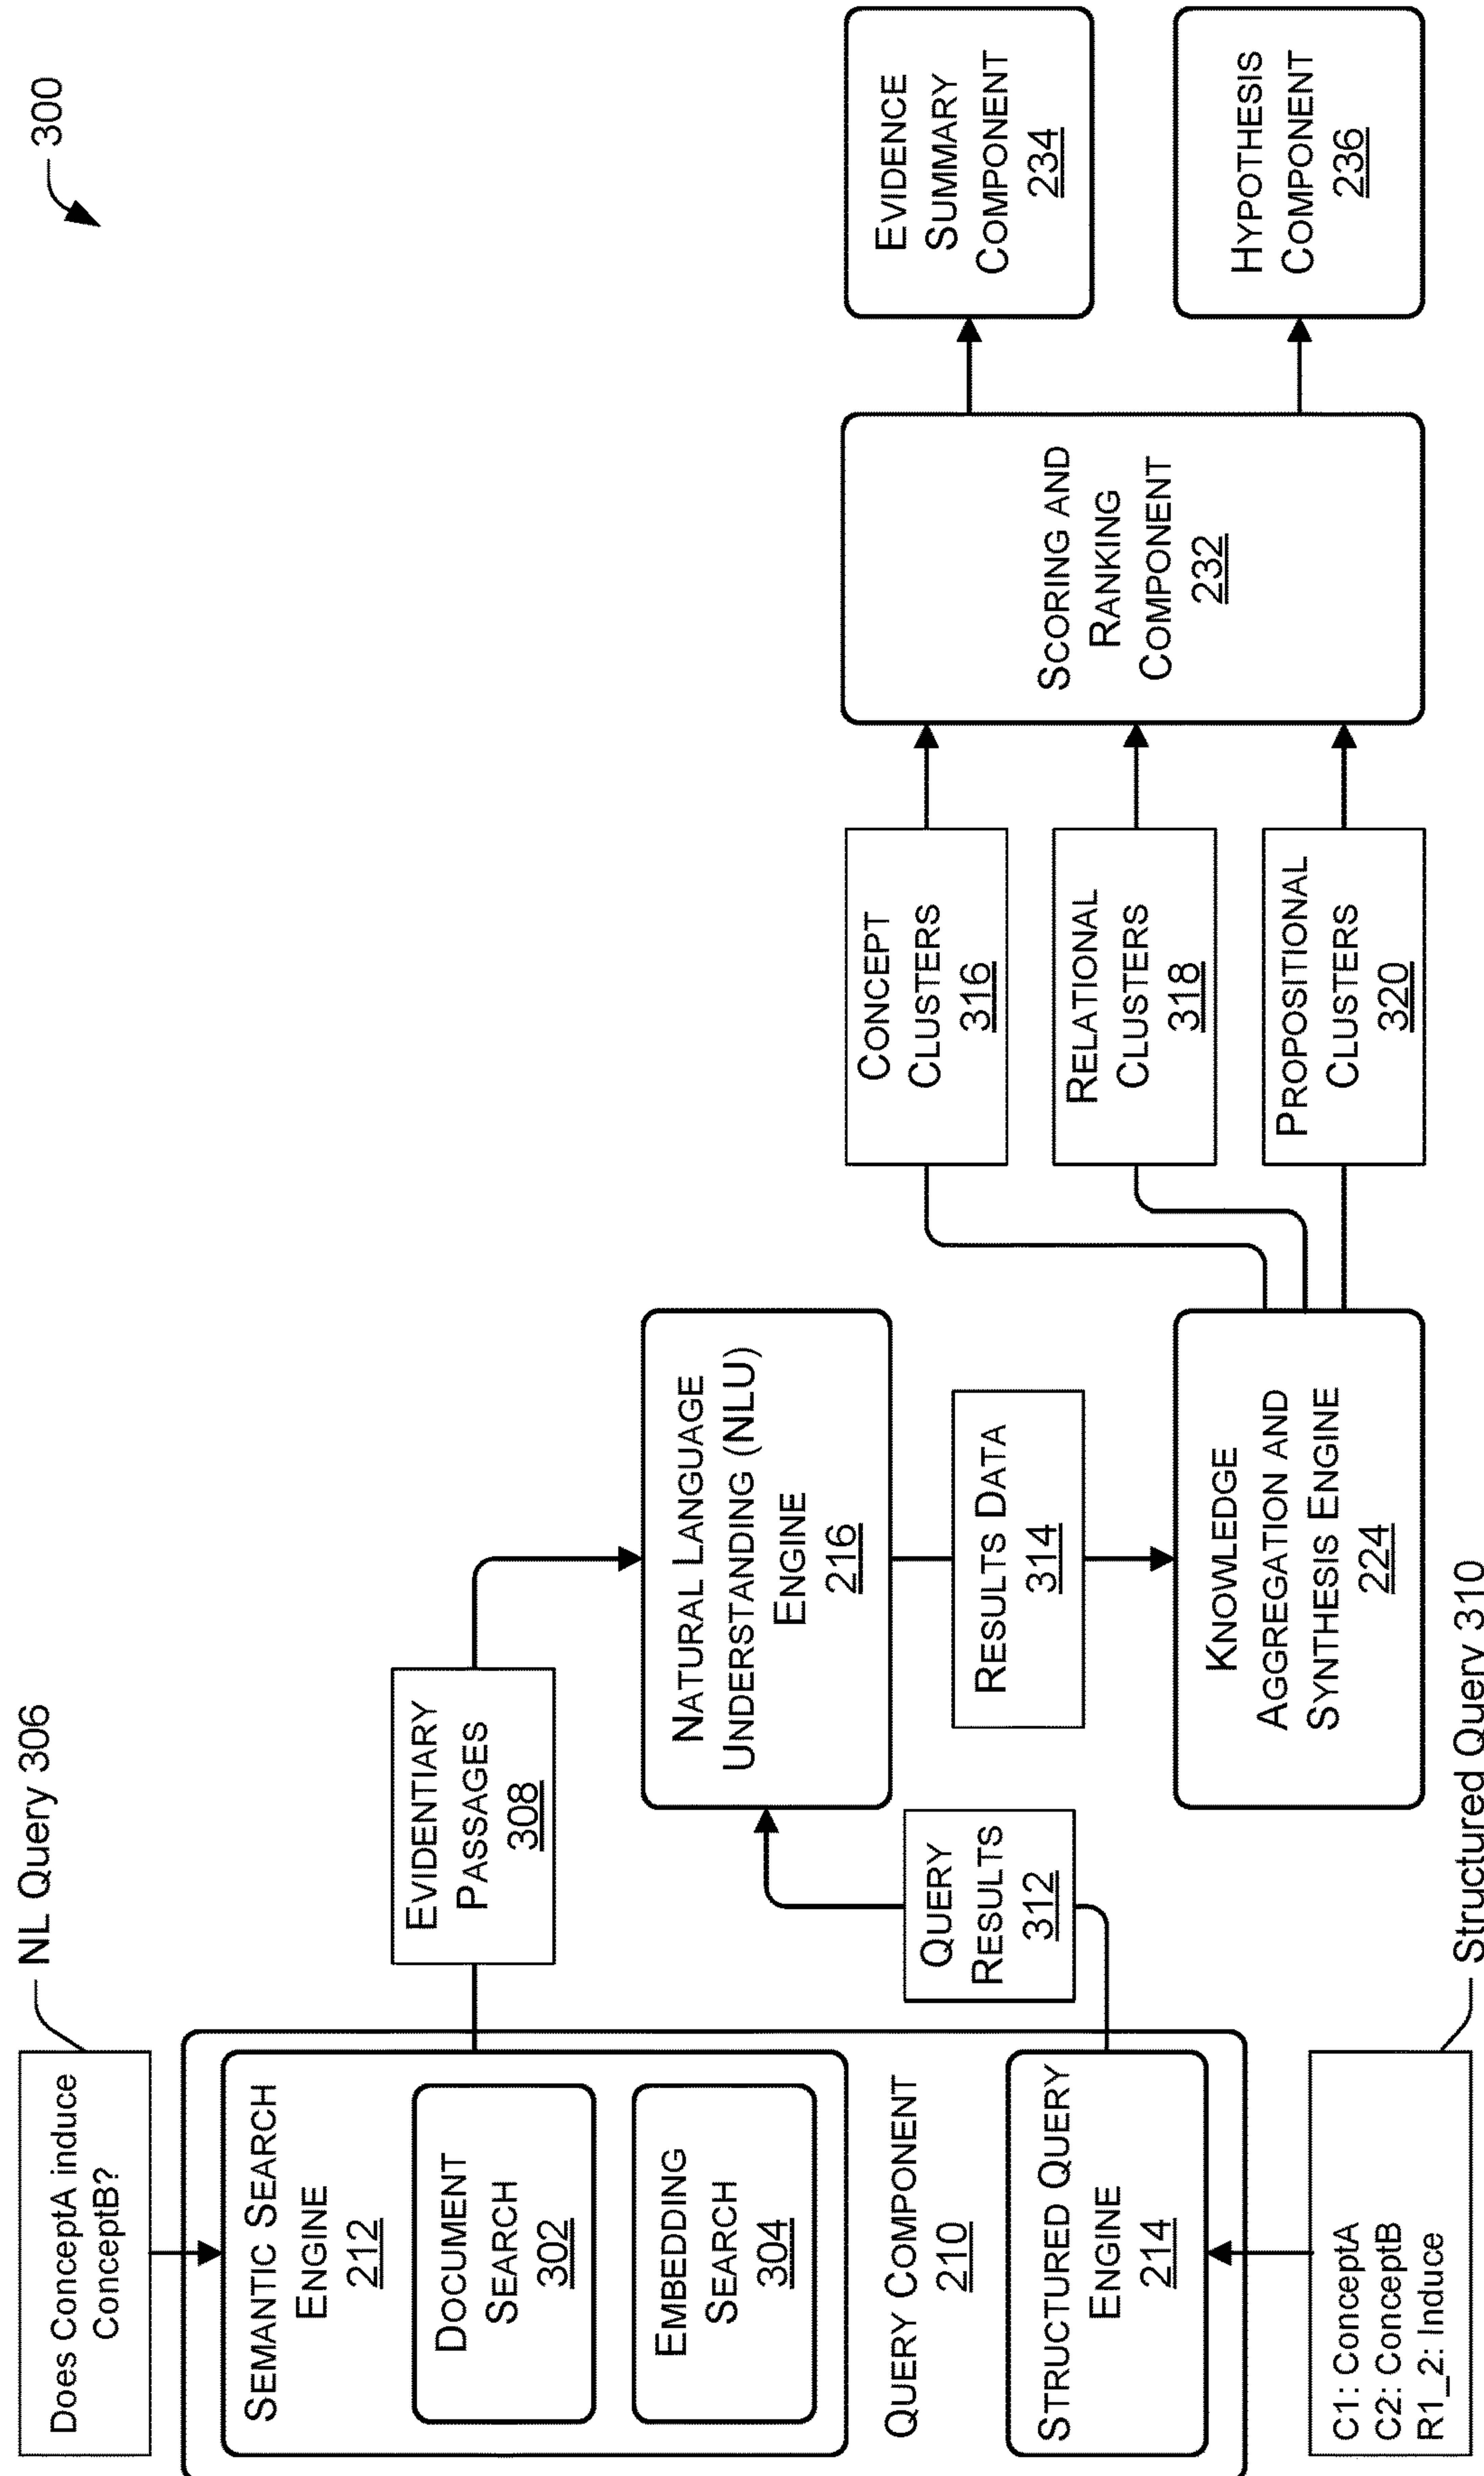 300
NL Query 306
Does ConceptA induce
ConceptB?
SEMANTIC SEARCH
ENGINE
212
DOCUMENT
SEARCH
302
EMBEDDING
SEARCH
304
QUERY COMPONENT
210
STRUCTURED QUERY
ENGINE
214
C1: ConceptA
C2: ConceptB
R1_2: Induce
Structured Query 310
EVIDENTIARY
PASSAGES
308
QUERY
RESULTS
312
NATURAL LANGUAGE
UNDERSTANDING (NLU)
ENGINE
216
RESULTS DATA
314
KNOWLEDGE
AGGREGATION AND
SYNTHESIS ENGINE
224
CONCEPT
CLUSTERS
316
RELATIONAL
CLUSTERS
318
PROPOSITIONAL
CLUSTERS
320
SCORING AND
RANKING
COMPONENT
232
EVIDENCE
SUMMARY
COMPONENT
234
HYPOTHESIS
COMPONENT
236